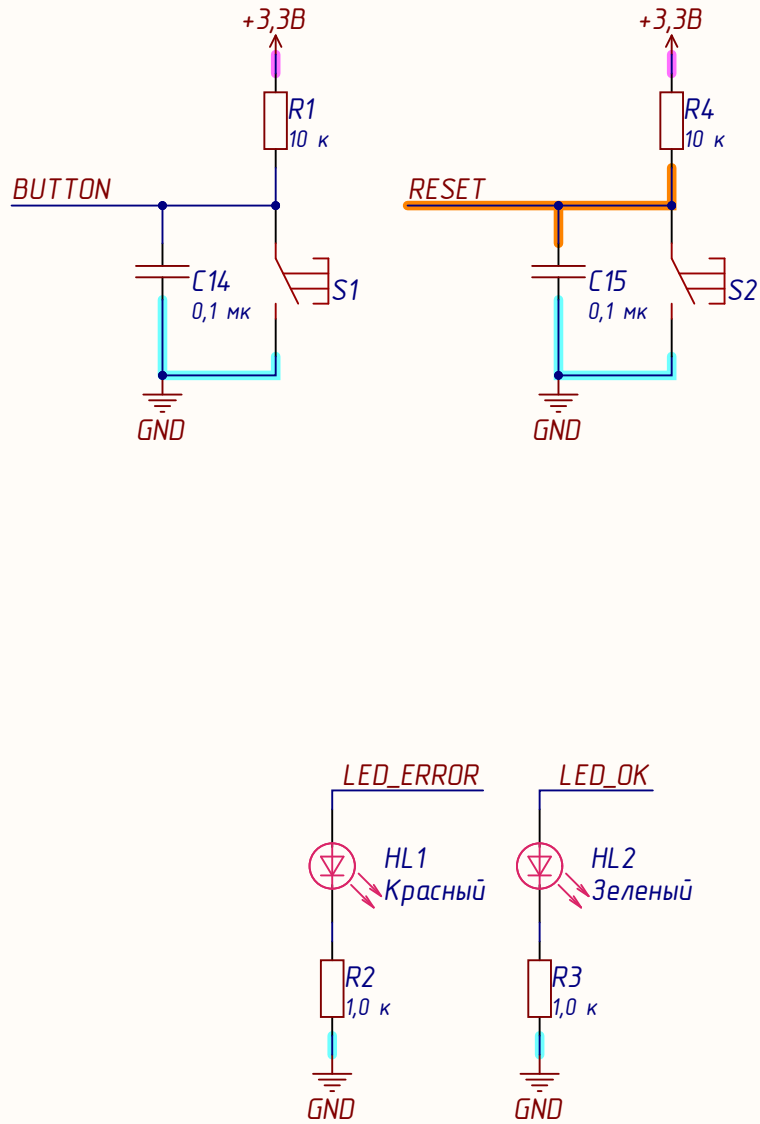 +3,3В
R1
10 к
BUTTON
C14
0,1 мк
S1
GND
+3,3В
R4
10 к
RESET
C15
0,1 мк
S2
GND
LED_ERROR
HL1
Красный
R2
1,0 к
GND
LED_OK
HL2
Зеленый
R3
1,0 к
GND